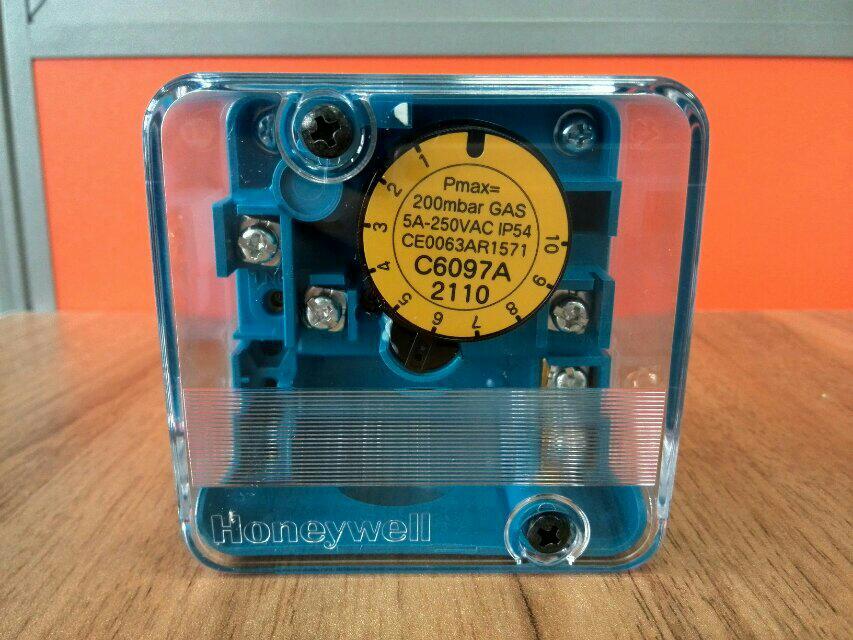 Pmax=
200mbar GAS
5A-250VAC IP54
CE0063AR1571
C6097A
2110
1
2
3
4
5
6
7
8
9
10
Honeywell